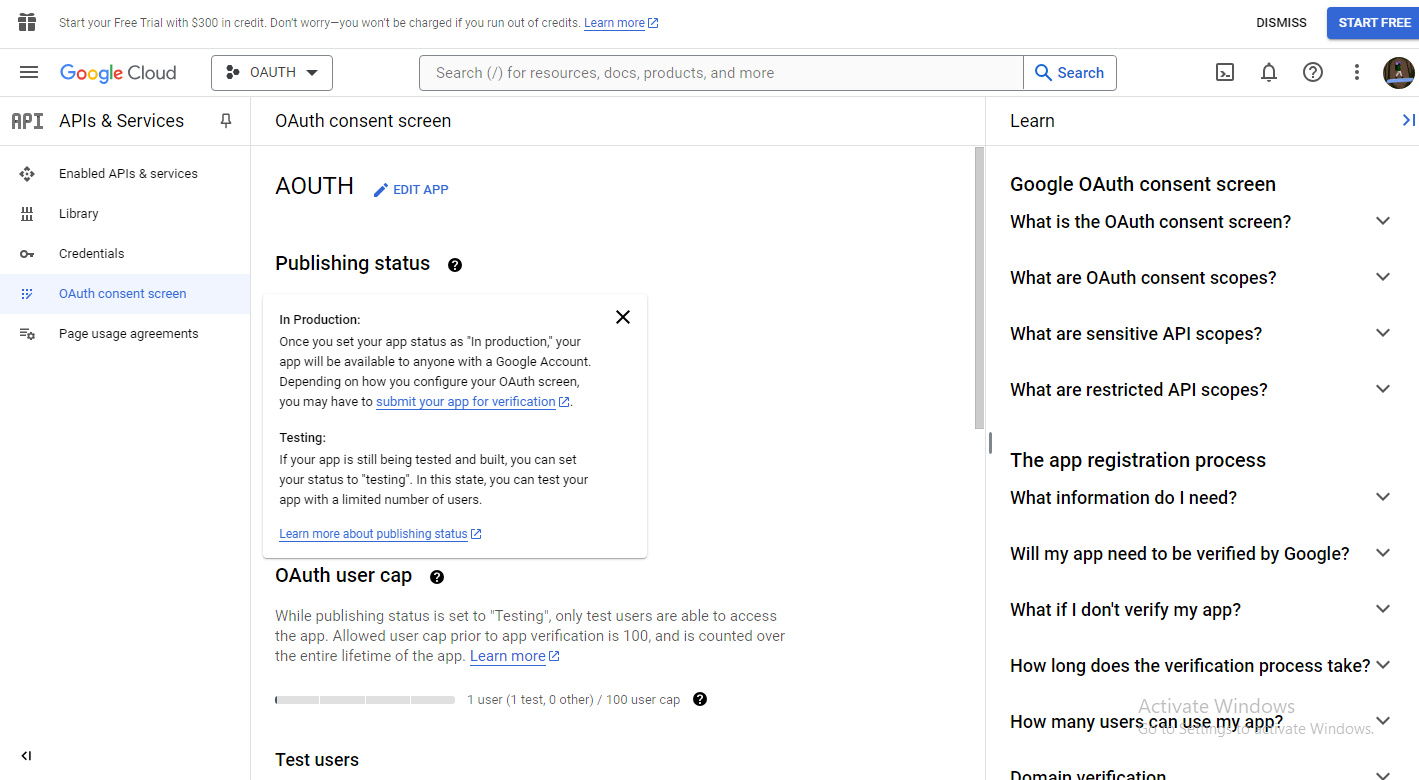 Start your Free Trial with $300 in credit. Don't worry—you won't be charged if you run out of credits. Learn more
DISMISS
START FREE
Google Cloud
OAUTH
Search (/) for resources, docs, products, and more
Search
API
APIs & Services
Enabled APIs & services
Library
Credentials
OAuth consent screen
Page usage agreements
OAuth consent screen
AOUTH
EDIT APP
Publishing status
In Production:
Once you set your app status as "In production," your
app will be available to anyone with a Google Account.
Depending on how you configure your OAuth screen,
you may have to submit your app for verification.
Testing:
If your app is still being tested and built, you can set
your status to "testing". In this state, you can test your
app with a limited number of users.
Learn more about publishing status
OAuth user cap
While publishing status is set to "Testing", only test users are able to access
the app. Allowed user cap prior to app verification is 100, and is counted over
the entire lifetime of the app. Learn more
1 user (1 test, 0 other) / 100 user cap
Test users
Learn
Google OAuth consent screen
What is the OAuth consent screen?
What are OAuth consent scopes?
What are sensitive API scopes?
What are restricted API scopes?
The app registration process
What information do I need?
Will my app need to be verified by Google?
What if I don't verify my app?
How long does the verification process take?
How many users can use my app?
Domain verification
Activate Windows
Go to Settings to activate Windows.